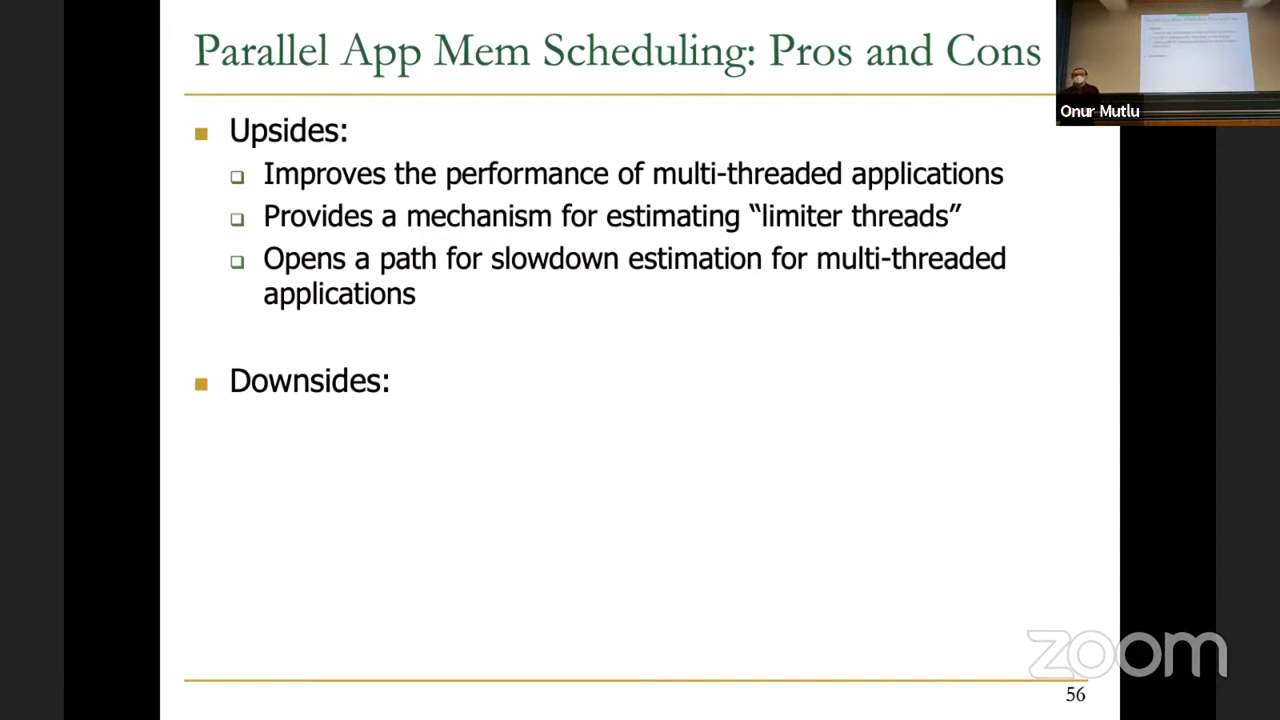 Parallel App Mem Scheduling: Pros and Cons
Upsides:
Improves the performance of multi-threaded applications
Provides a mechanism for estimating “limiter threads”
Opens a path for slowdown estimation for multi-threaded
applications
Downsides:
56
Onur Mutlu
zoom